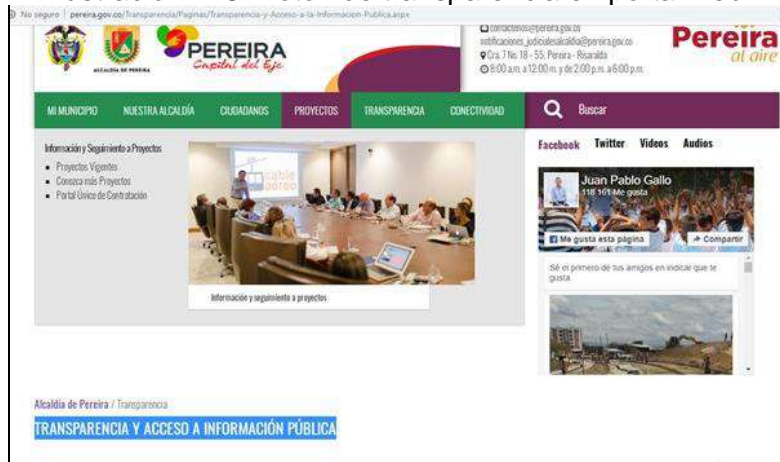 No seguro | pereira.gov.co/Transparencia/Paginas/Transparencia-y-Acceso-a-la-Informacion-Publica.aspx
ALCALDÍA DE PEREIRA
PEREIRA
Capital del Eje
contactenos@pereira.gov.co
notificaciones_judicialesalcaldia@pereira.gov.co
Cra. 7 No. 18 - 55, Pereira - Risaralda
8:00 a.m. a 12:00 m. y de 2:00 p.m. a 6:00 p.m.
Pereira
al aire
MI MUNICIPIO NUESTRA ALCALDÍA CIUDADANOS PROYECTOS TRANSPARENCIA CONECTIVIDAD Buscar
Información y Seguimiento a Proyectos
Proyectos Vigentes
Conozca más Proyectos
Portal Único de Contratación
cable
aéreo
Información y seguimiento a proyectos
Facebook Twitter Videos Audios
Juan Pablo Gallo
118 161 Me gusta
Me gusta esta página Compartir
Sé el primero de tus amigos en indicar que te
gusta.
Alcaldía de Pereira / Transparencia
TRANSPARENCIA Y ACCESO A INFORMACIÓN PÚBLICA